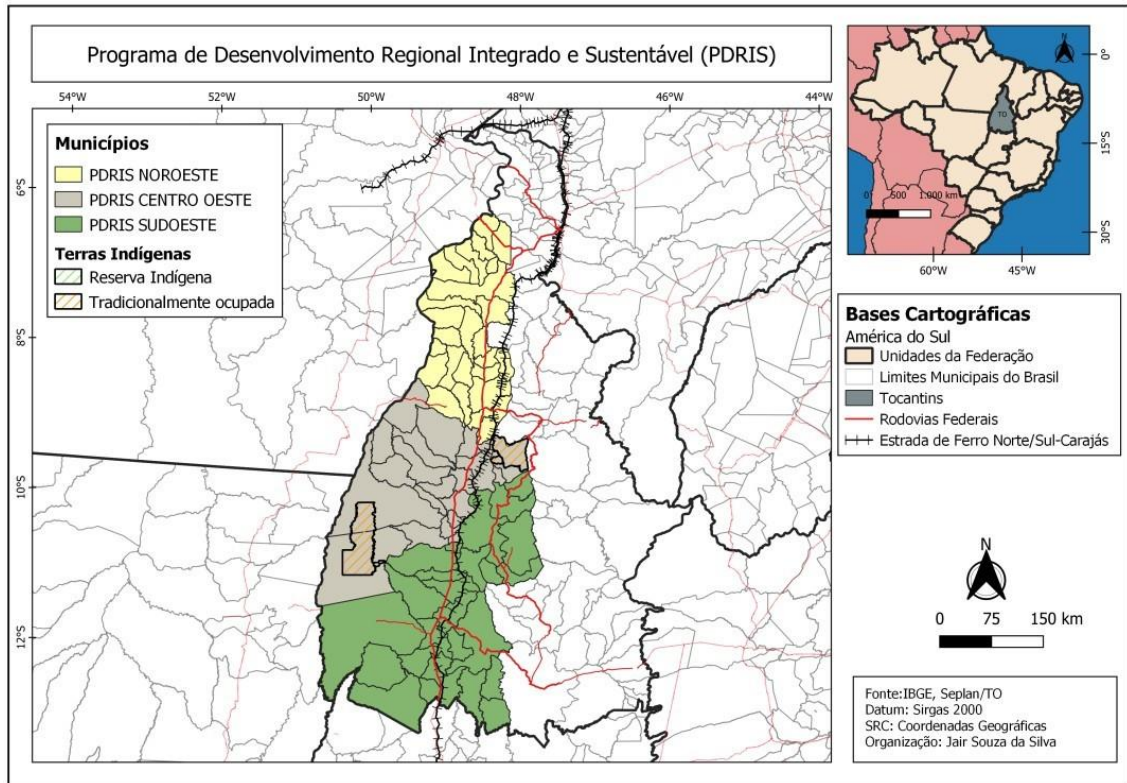 Programa de Desenvolvimento Regional Integrado e Sustentável (PDRIS)
54°W 52°W 50°W 48°W 46°W 44°W
6°S
8°S
10°S
12°S
Municípios
PDRIS NOROESTE
PDRIS CENTRO OESTE
PDRIS SUDOESTE
Terras Indígenas
Reserva Indígena
Tradicionalmente ocupada
N
TO
0 500 1.000 km
0°
15°S
30°S
60°W 45°W
Bases Cartográficas
América do Sul
Unidades da Federação
Limites Municipais do Brasil
Tocantins
Rodovias Federais
Estrada de Ferro Norte/Sul-Carajás
N
0 75 150 km
Fonte:IBGE, Seplan/TO
Datum: Sirgas 2000
SRC: Coordenadas Geográficas
Organização: Jair Souza da Silva